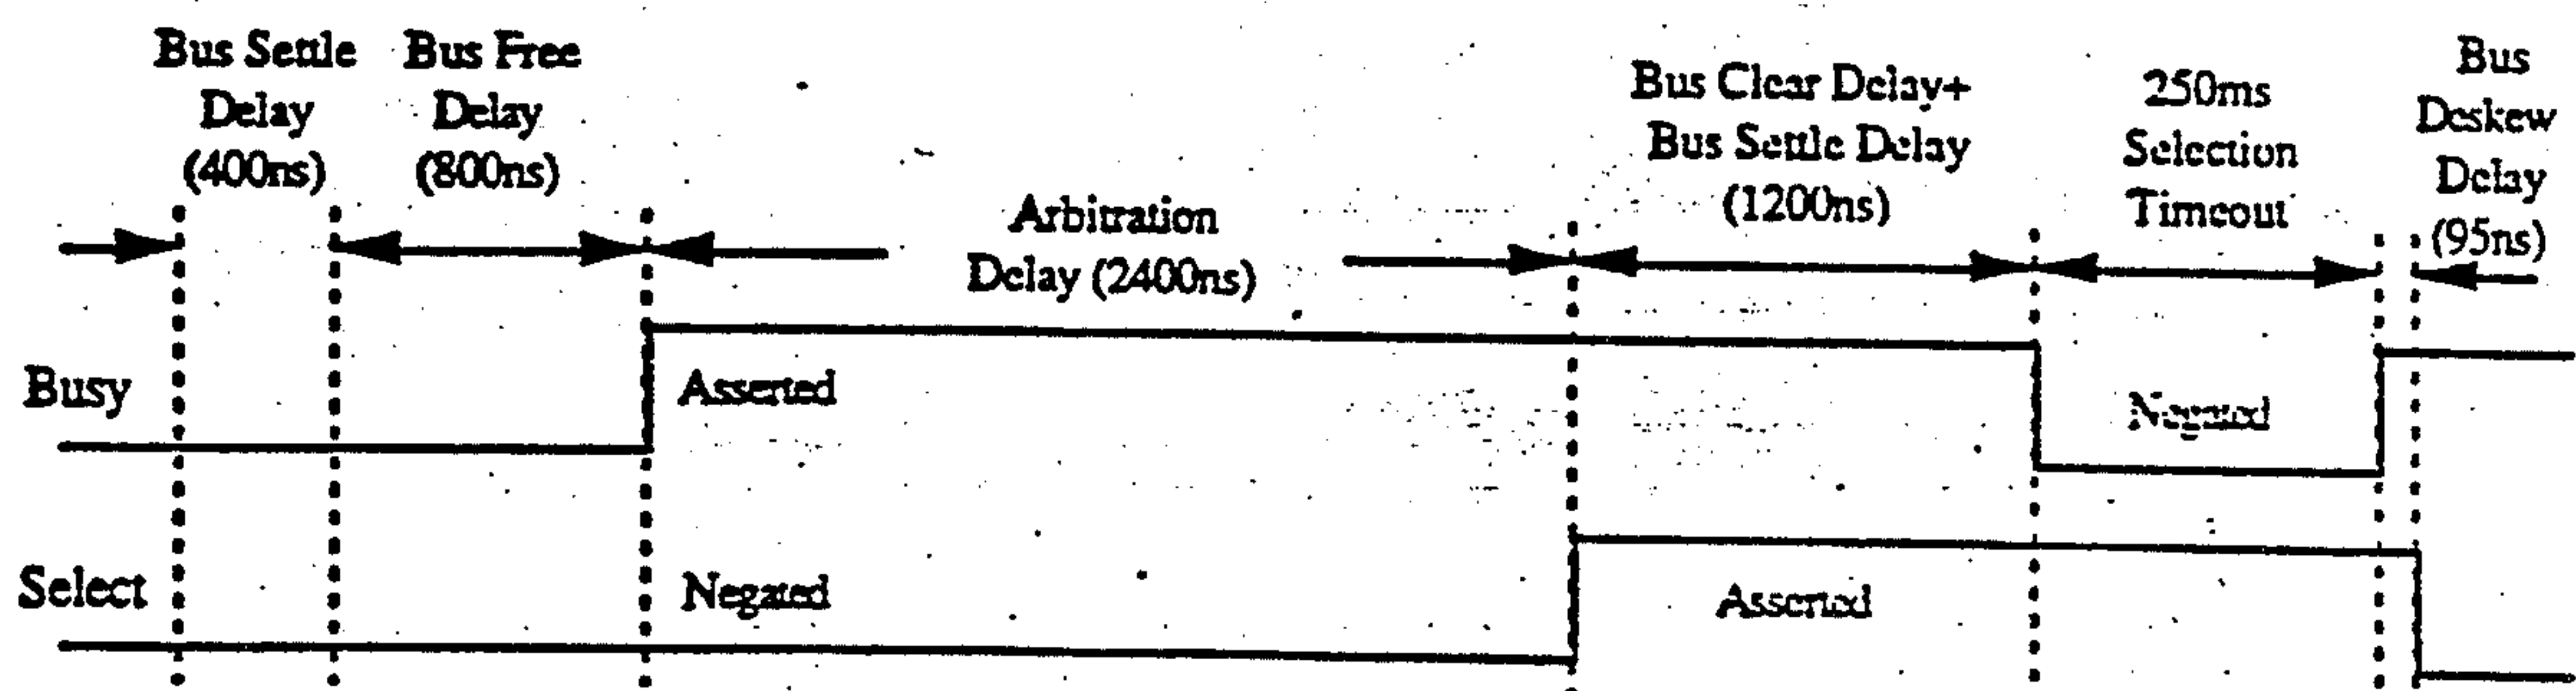 Bus Settle
Delay
(400ns)
Bus Free
Delay
(800ns)
Arbitration
Delay (2400ns)
Bus Clear Delay+
Bus Settle Delay
(1200ns)
250ms
Selection
Timeout
Bus
Deskew
Delay
(95ns)
Busy
Asserted
Negated
Select
Negated
Asserted